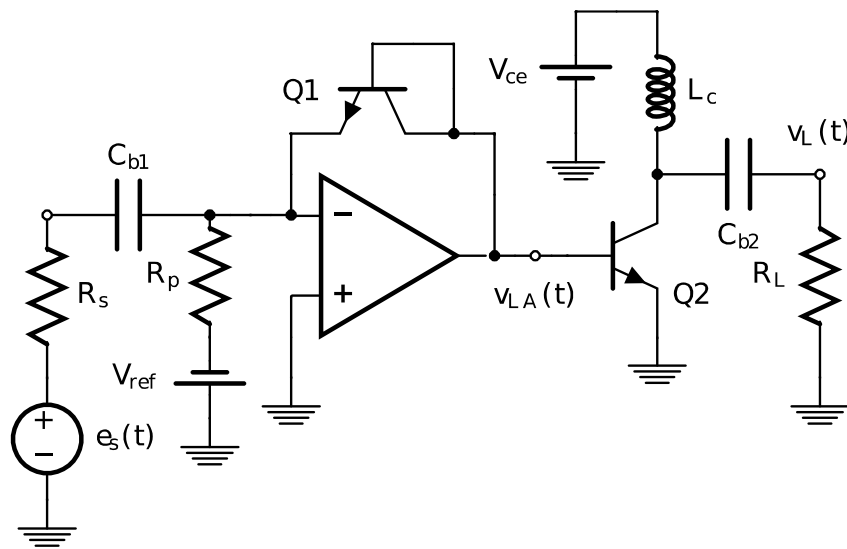 Q1
V_ce
L_c
v_L(t)
C_b1
C_b2
R_s
R_p
R_L
−
+
v_LA(t)
Q2
V_ref
+
−
e_s(t)